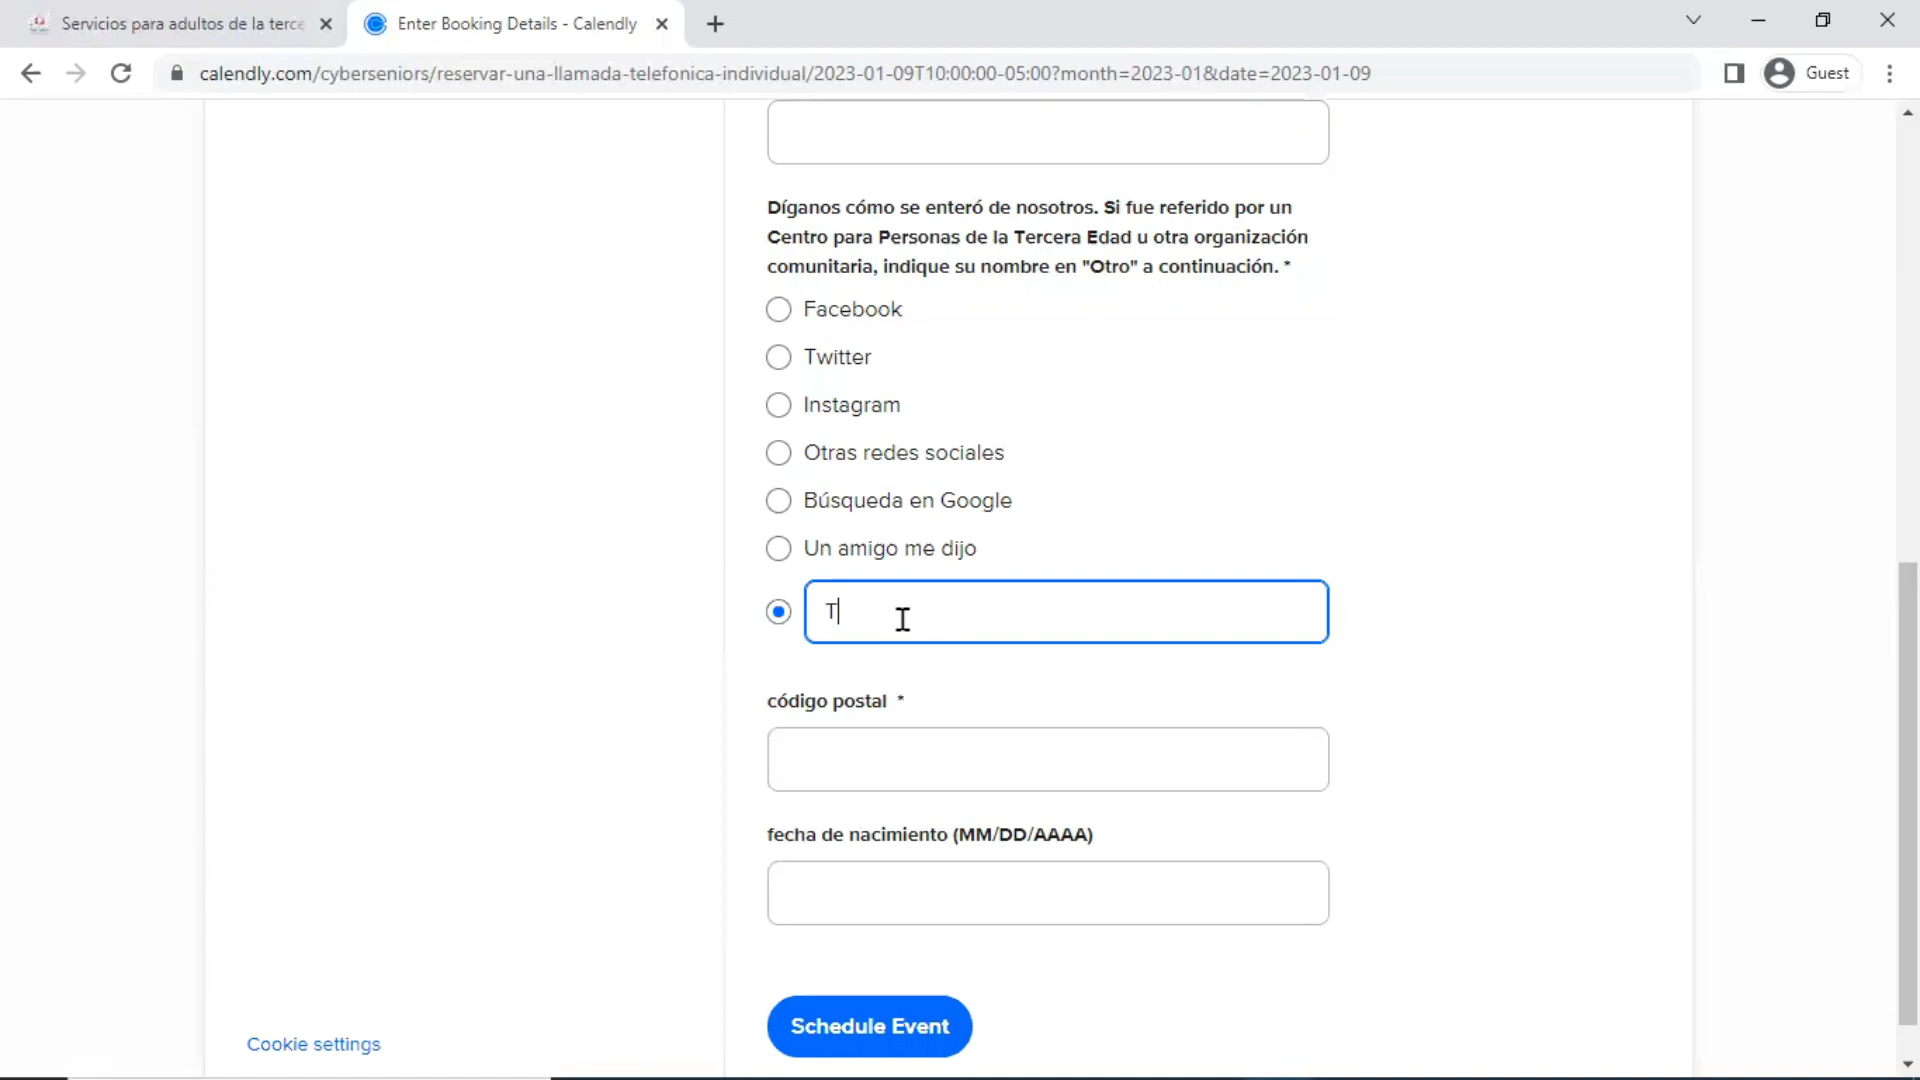 Servicios para adultos de la terce
Enter Booking Details - Calendly
calendly.com/cyberseniors/reservar-una-llamada-telefonica-individual/2023-01-09T10:00:00-05:00?month=2023-01&date=2023-01-09
Guest
Díganos cómo se enteró de nosotros. Si fue referido por un
Centro para Personas de la Tercera Edad u otra organización
comunitaria, indique su nombre en "Otro" a continuación. *
Facebook
Twitter
Instagram
Otras redes sociales
Búsqueda en Google
Un amigo me dijo
T
código postal *
fecha de nacimiento (MM/DD/AAAA)
Schedule Event
Cookie settings